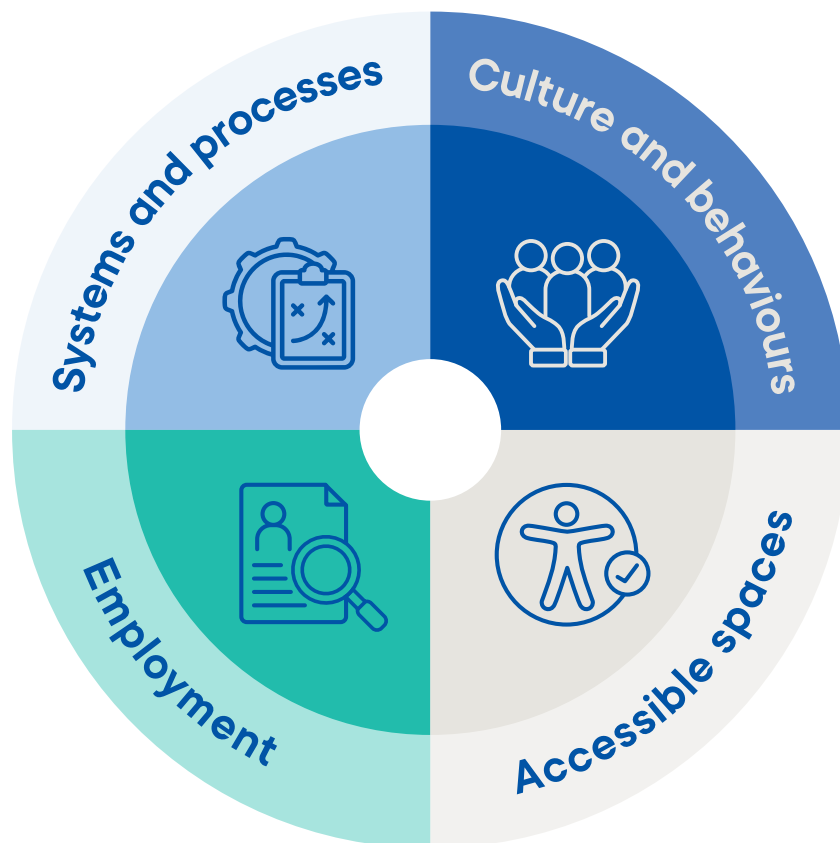 Systems and processes
Culture and behaviours
Employment
Accessible spaces